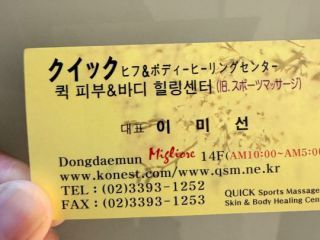 クイック ヒフ&ボディーヒーリングセンター
퀵 피부&바디 힐링센터 (旧.スポーツマッサージ)
대표 이 미 선
Dongdaemun Migliore 14F (AM10:00~AM5:00
www.konest.com/www.qsm.ne.kr
TEL : (02)3393-1252
FAX : (02)3393-1253
QUICK Sports Massage
Skin & Body Healing Cen